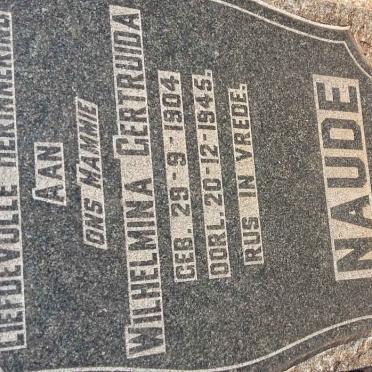 LIEFDEVOLLE HERINNERING
AAN
ONS MAMMIE
WILHELMINA GERTRUIDA
GEB. 29-9-1904
OORL. 20-12-1945.
RUS IN VREDE.
NAUDE